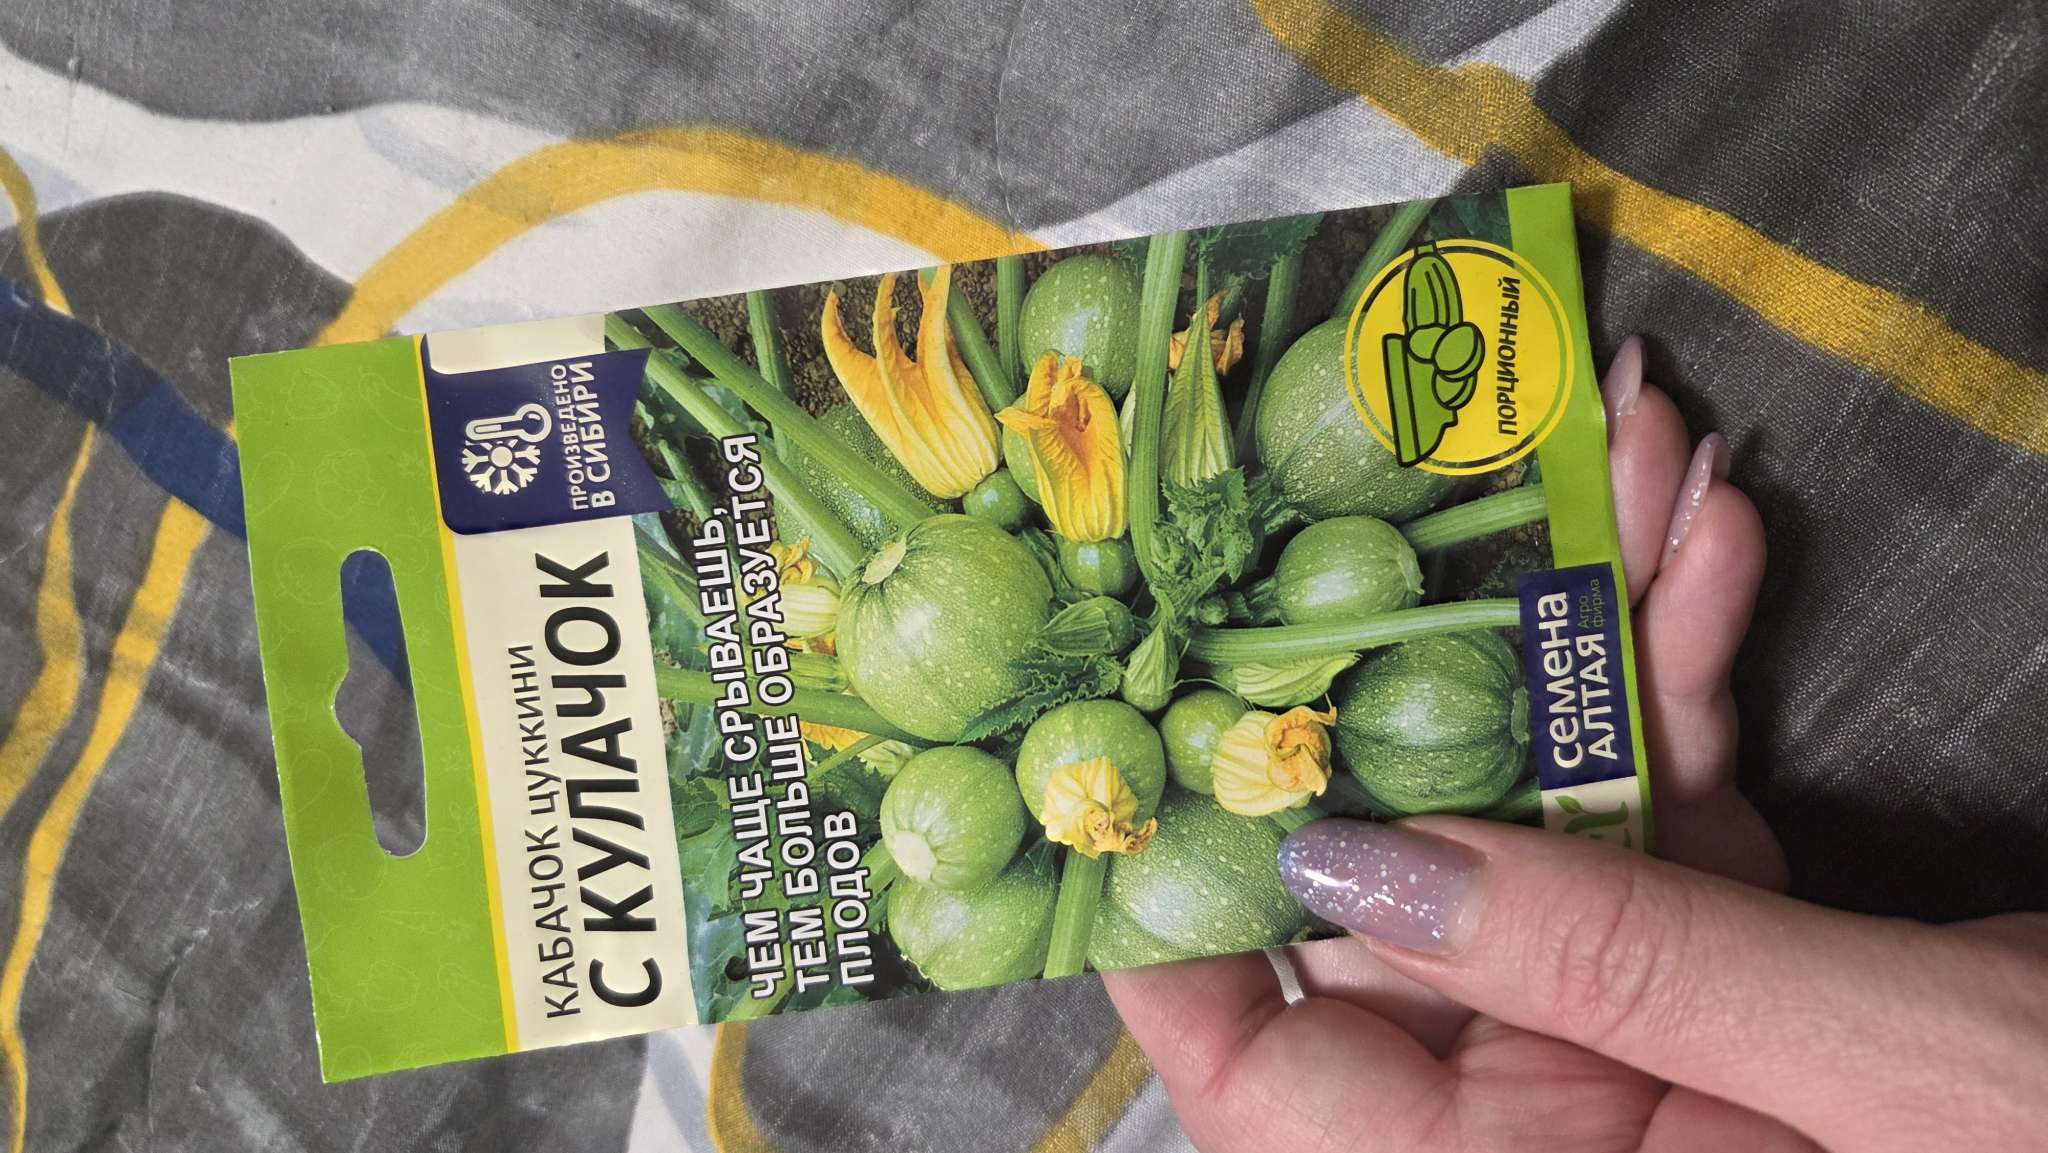 ПРОИЗВЕДЕНО
В СИБИРИ
КАБАЧОК ЦУККИНИ
С КУЛАЧОК
ЧЕМ ЧАЩЕ СРЫВАЕШЬ,
ТЕМ БОЛЬШЕ ОБРАЗУЕТСЯ
ПЛОДОВ
ПОРЦИОННЫЙ
семена
Агро
АЛТАЯ фирма